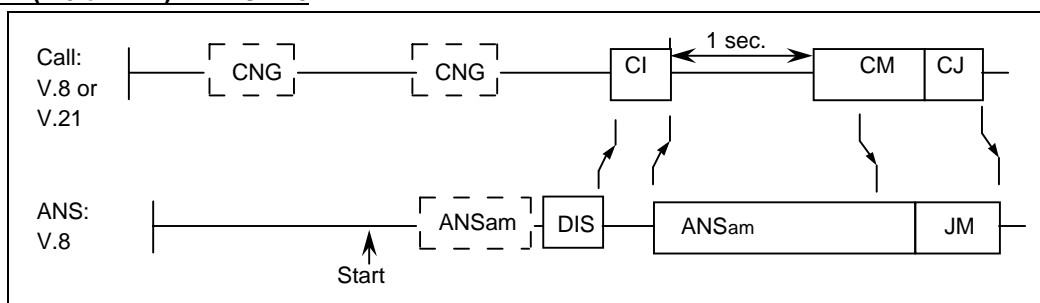 Call:
V.8 or
V.21
CNG
CNG
CI
1 sec.
CM
CJ
ANS:
V.8
Start
ANSam
DIS
ANSam
JM